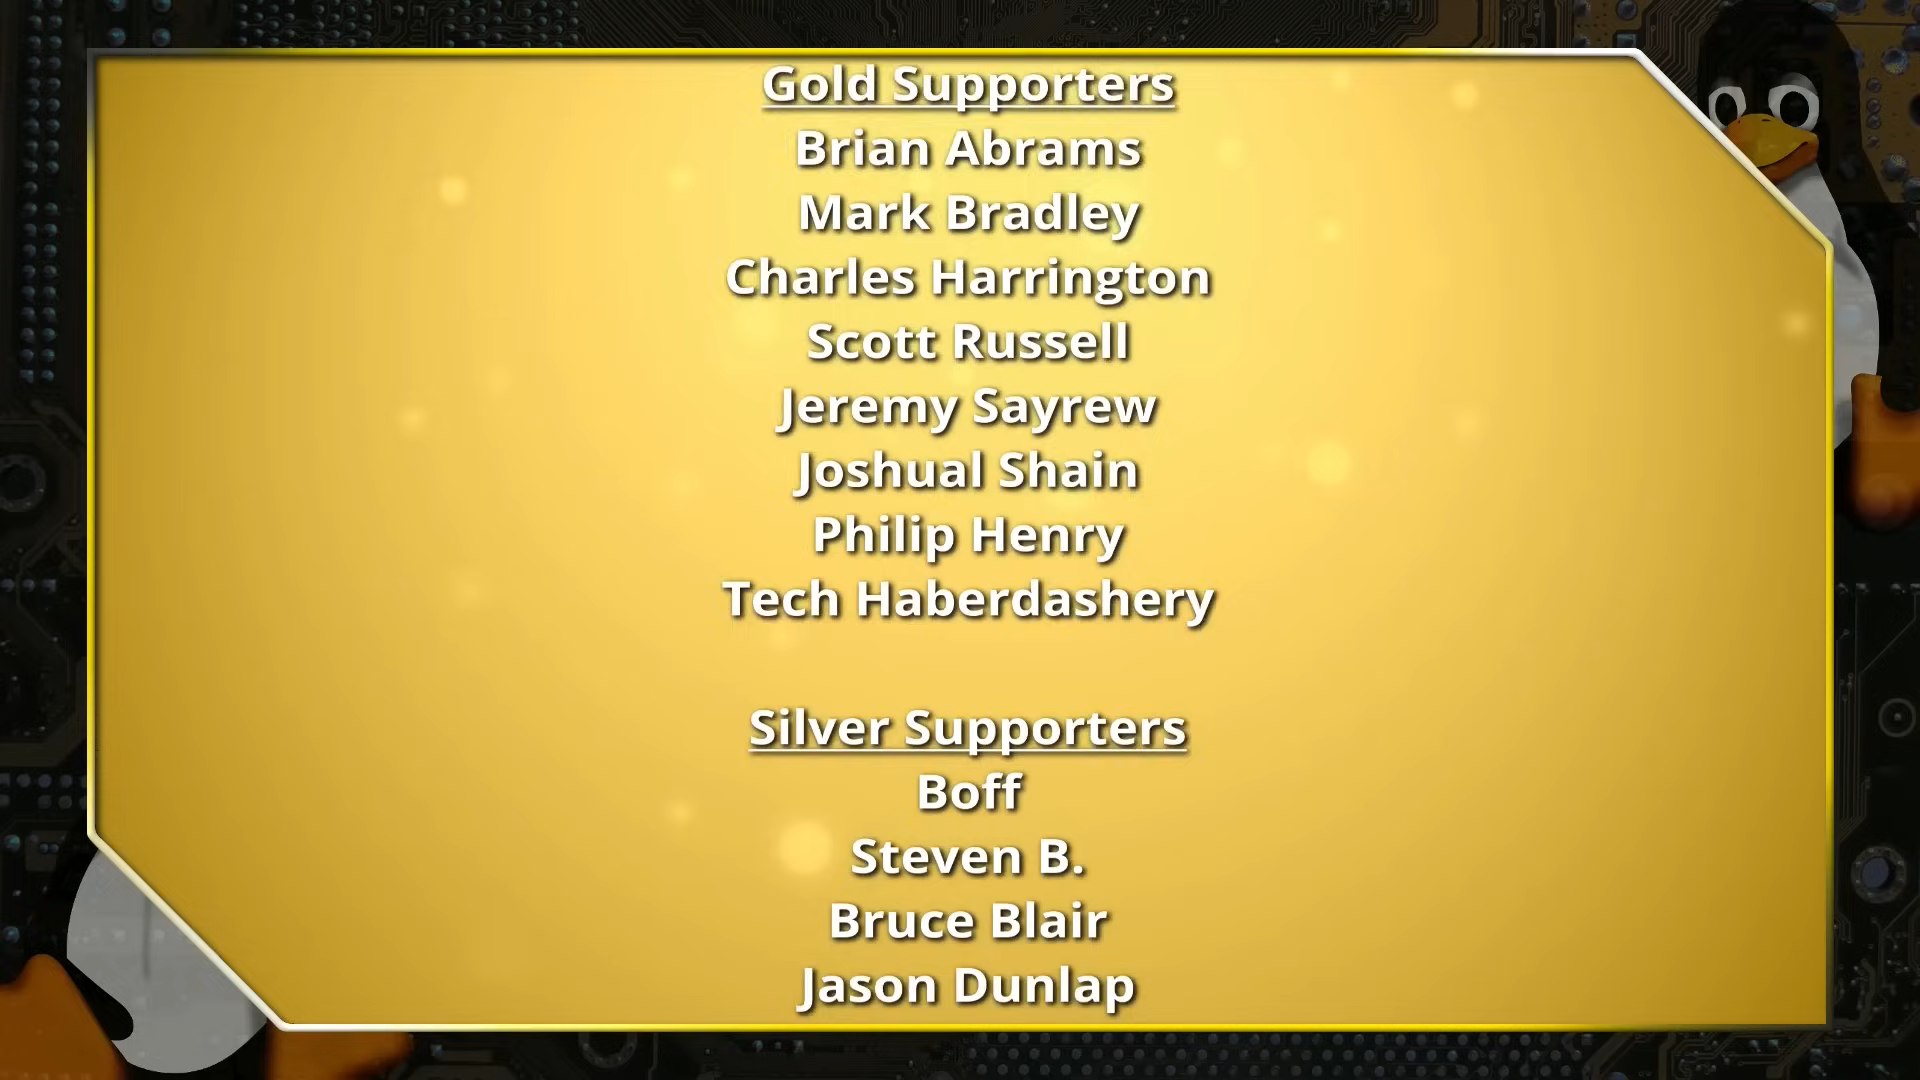 Gold Supporters
Brian Abrams
Mark Bradley
Charles Harrington
Scott Russell
Jeremy Sayrew
Joshual Shain
Philip Henry
Tech Haberdashery
Silver Supporters
Boff
Steven B.
Bruce Blair
Jason Dunlap